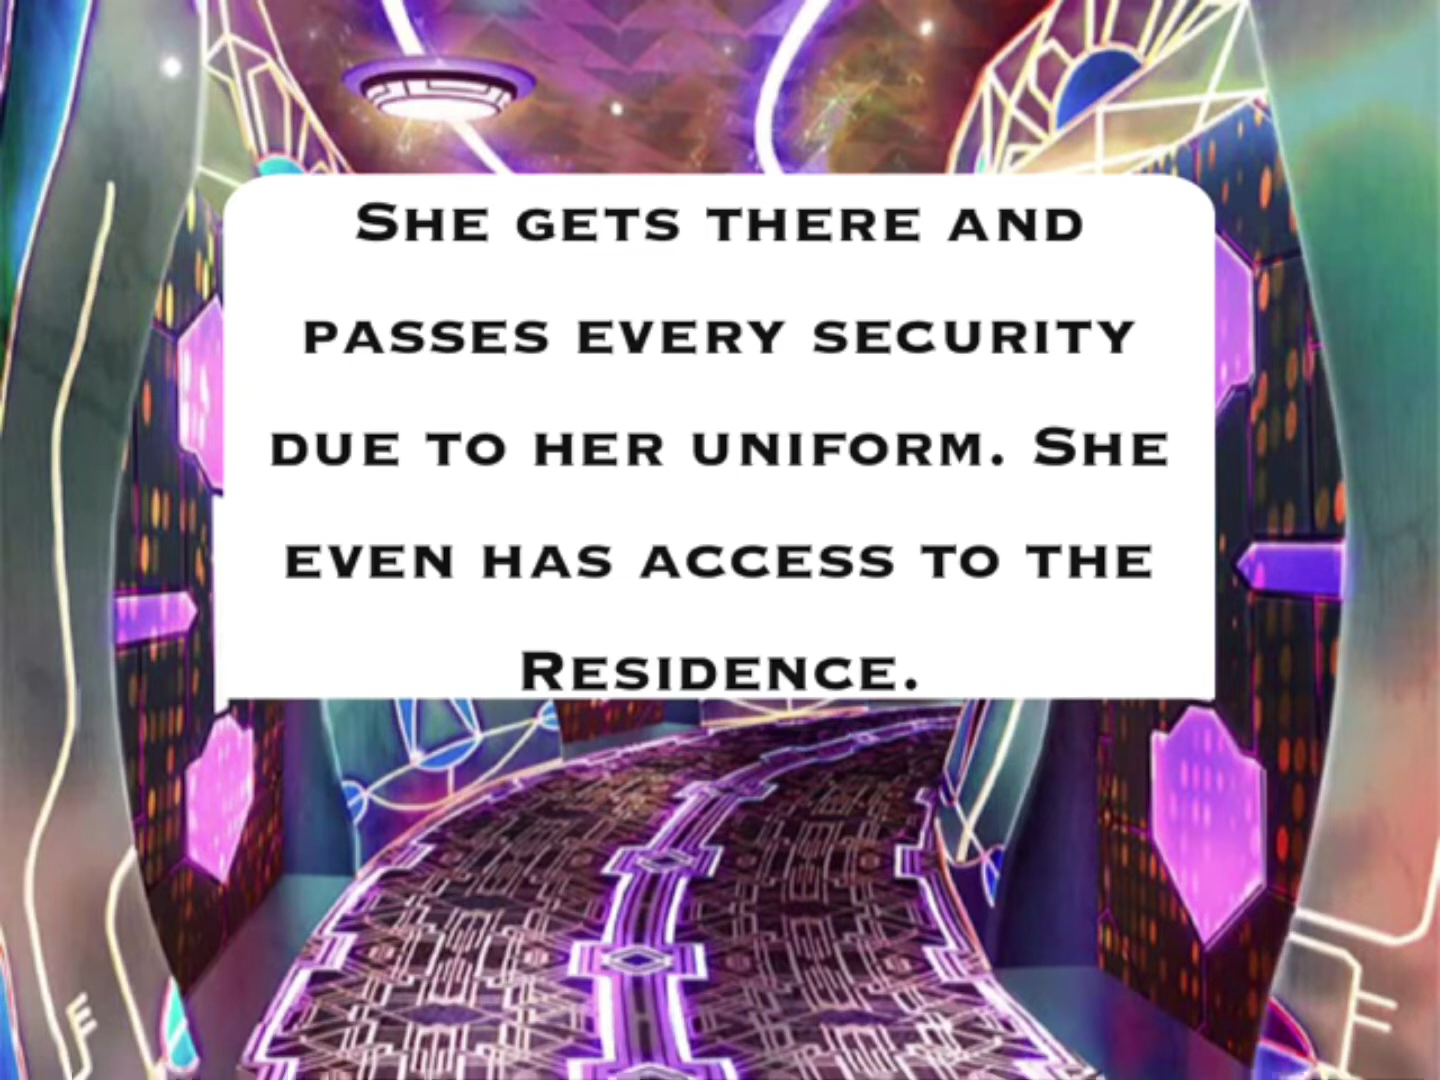 She gets there and
passes every security
due to her uniform. She
even has access to the
Residence.